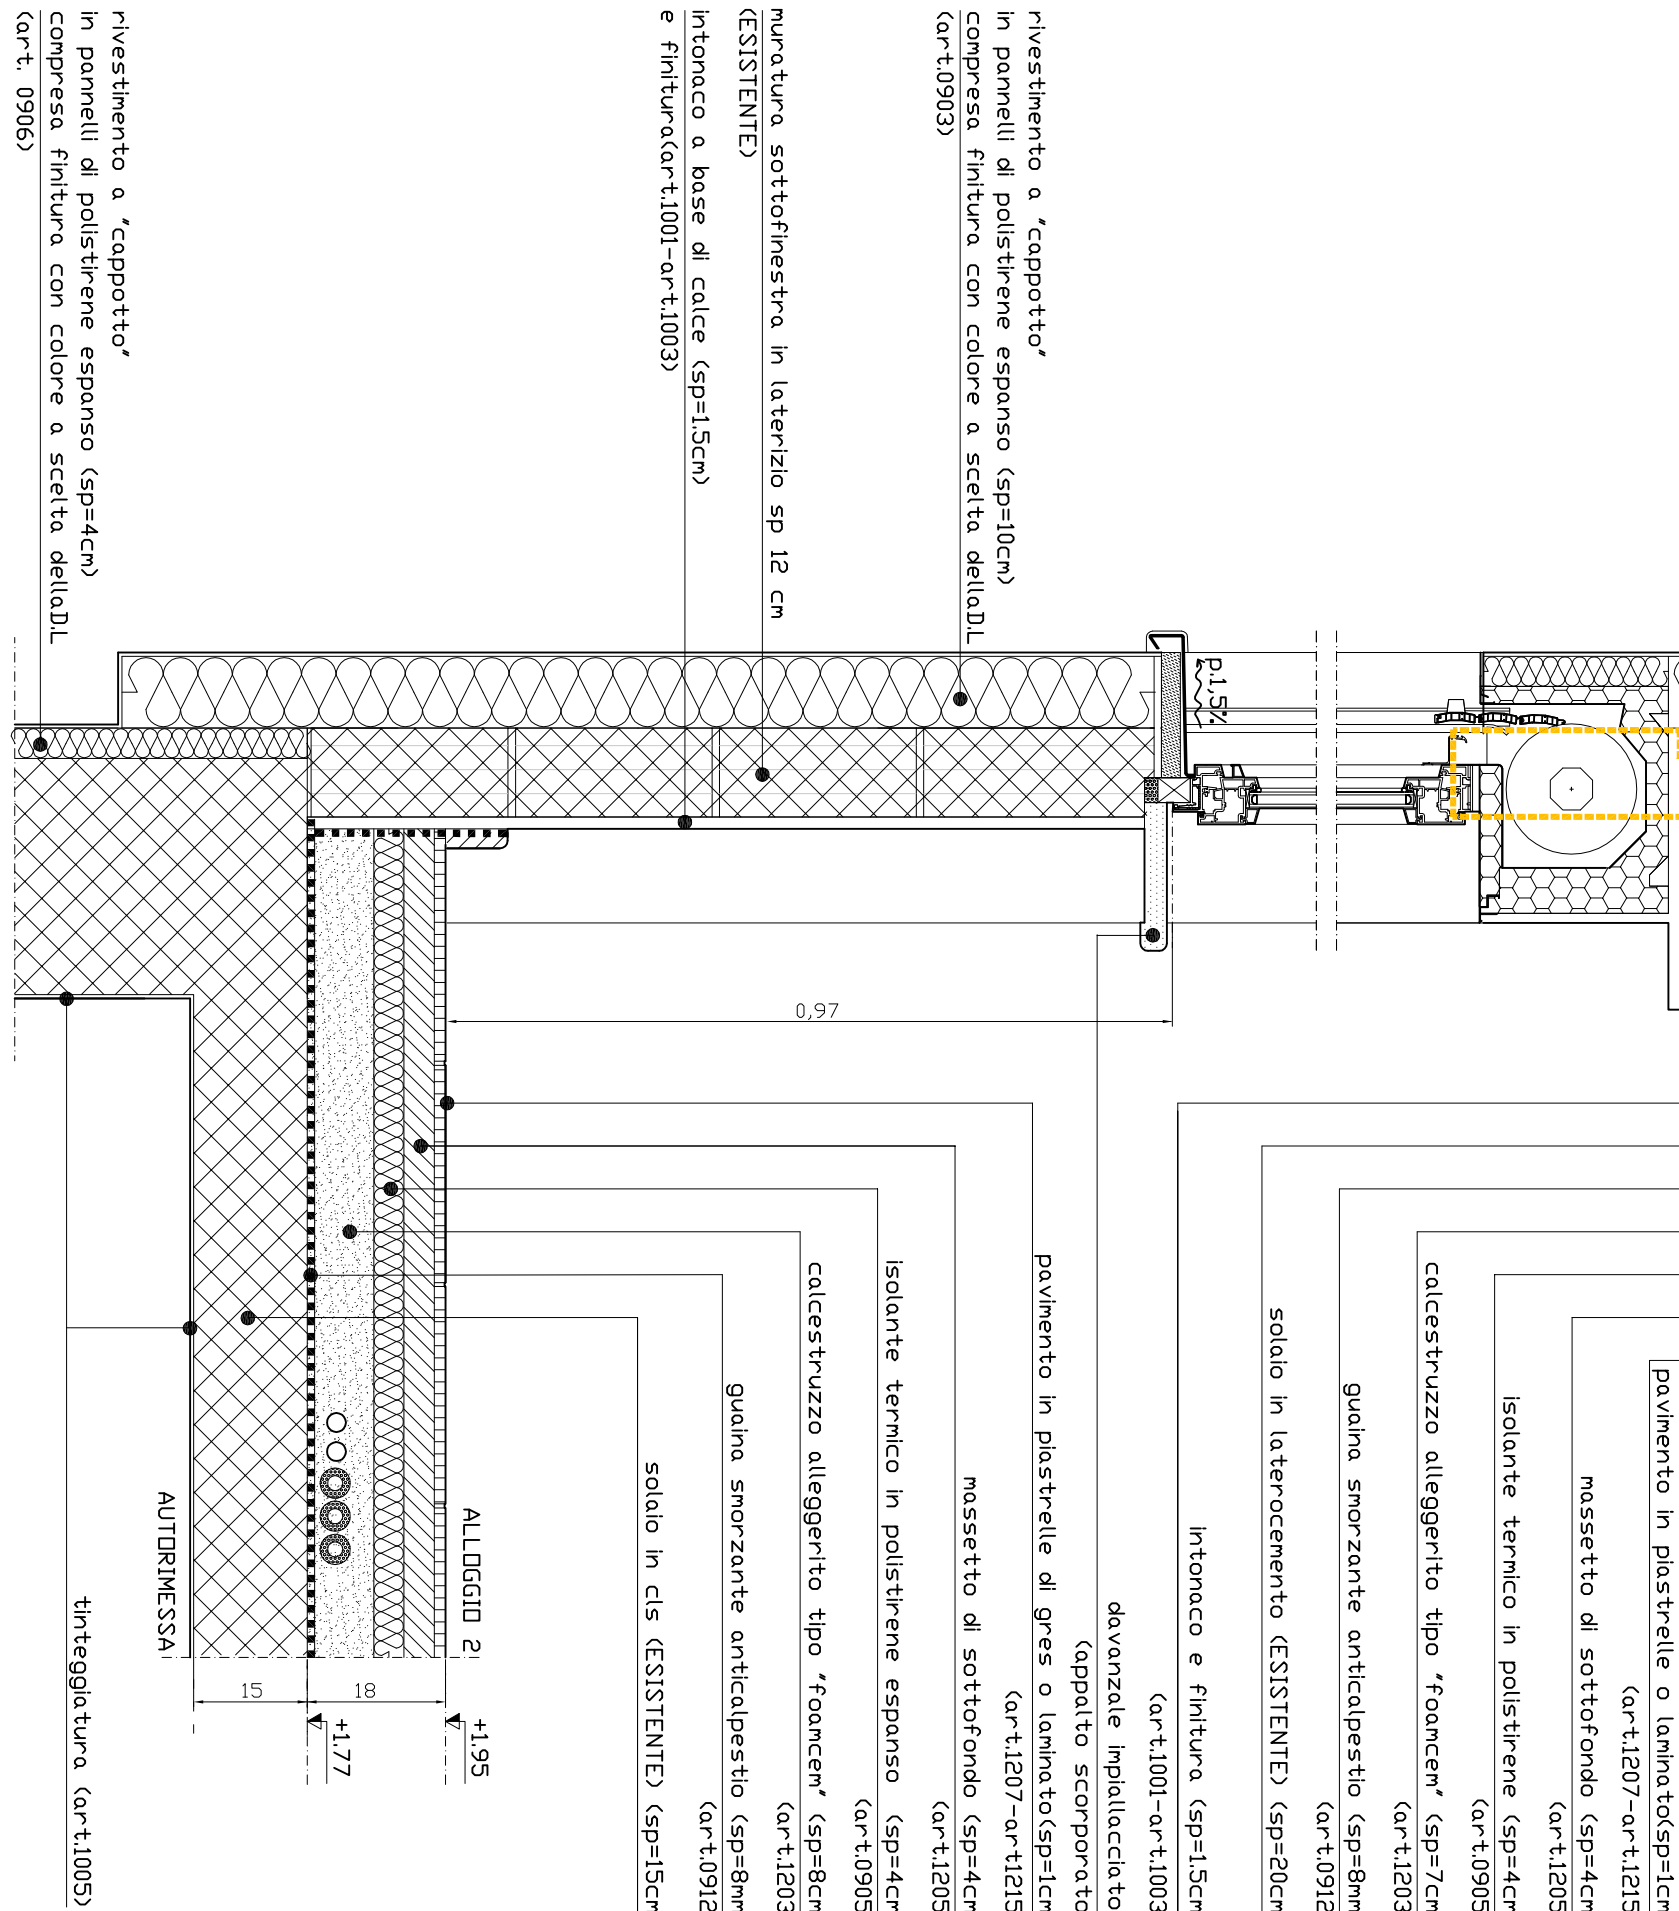 rivestimento a "cappotto"
in pannelli di polistirene espanso (sp=10cm)
compresa finitura con colore a scelta dellaD.L
(art.0903)
muratura sottofinestra in laterizio sp 12 cm
(ESISTENTE)
intonaco a base di calce (sp=1.5cm)
e finitura(art.1001-art.1003)
rivestimento a "cappotto"
in pannelli di polistirene espanso (sp=4cm)
compresa finitura con colore a scelta dellaD.L
(art. 0906)
p.1,5%
0,97
pavimento in piastrelle o laminato(sp=1cm
(art.1207-art.1215
massetto di sottofondo (sp=4cm
(art.1205
isolante termico in polistirene (sp=4cm
(art.0905
calcestruzzo alleggerito tipo "foamcem" (sp=7cm
(art.1203
guaina smorzante anticalpestio (sp=8mm
(art.0912
solaio in laterocemento (ESISTENTE) (sp=20cm
intonaco e finitura (sp=1.5cm
(art.1001-art.1003
davanzale impiallacciato
(appalto scorporato
pavimento in piastrelle di gres o laminato(sp=1cm
(art.1207-art1215
massetto di sottofondo (sp=4cm
(art.1205
isolante termico in polistirene espanso (sp=4cm
(art.0905
calcestruzzo alleggerito tipo "foamcem" (sp=8cm
(art.1203
guaina smorzante anticalpestio (sp=8mm
(art.0912
solaio in cls (ESISTENTE) (sp=15cm
ALLOGGIO 2
+1.95
18
+1.77
15
AUTORIMESSA
tinteggiatura (art.1005)